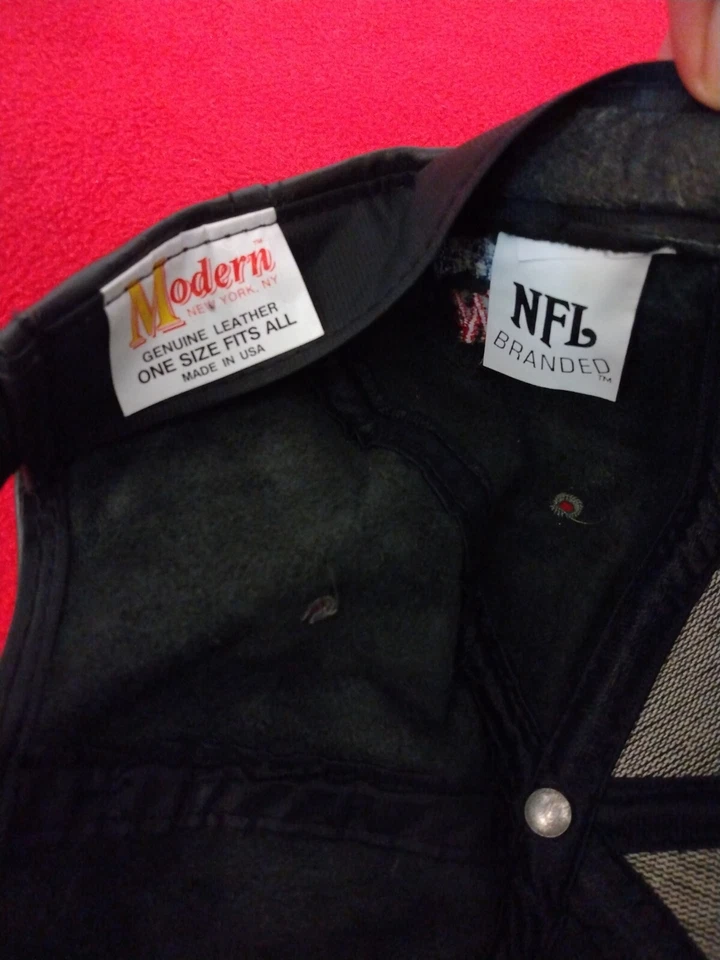 Modern™
NEW YORK, NY
GENUINE LEATHER
ONE SIZE FITS ALL
MADE IN USA
NFL
BRANDED™